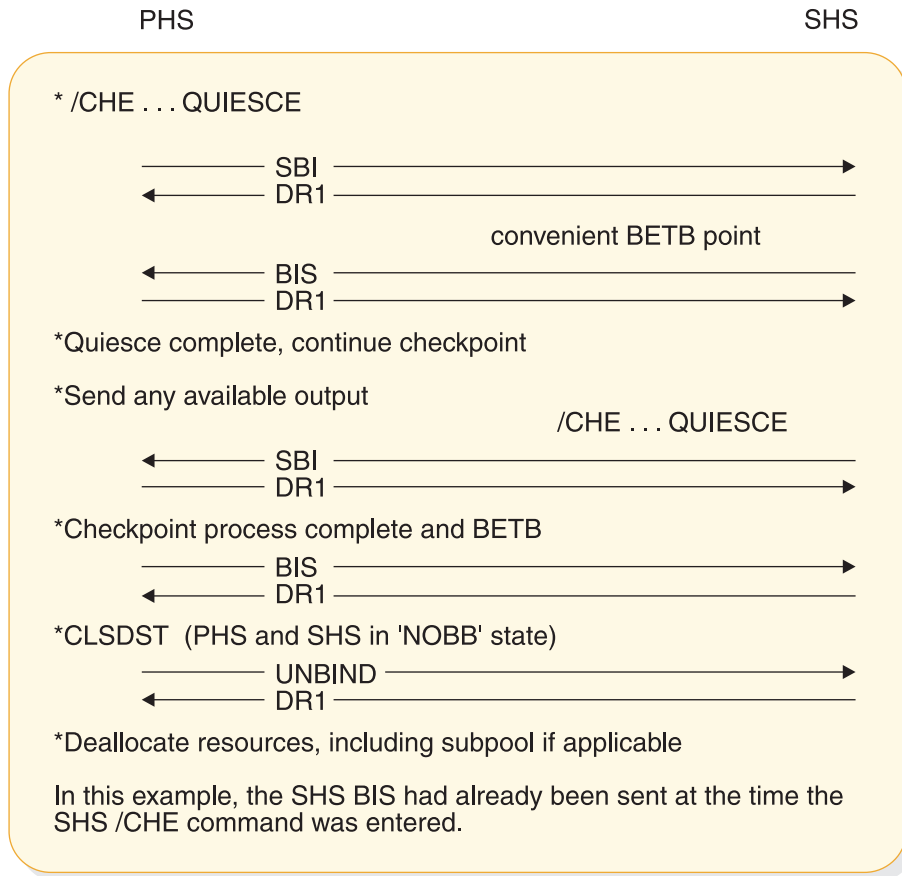 PHS SHS
* /CHE . . . QUIESCE
SBI
DR1
convenient BETB point
BIS
DR1
*Quiesce complete, continue checkpoint
*Send any available output
/CHE . . . QUIESCE
SBI
DR1
*Checkpoint process complete and BETB
BIS
DR1
*CLSDST (PHS and SHS in 'NOBB' state)
UNBIND
DR1
*Deallocate resources, including subpool if applicable
In this example, the SHS BIS had already been sent at the time the
SHS /CHE command was entered.